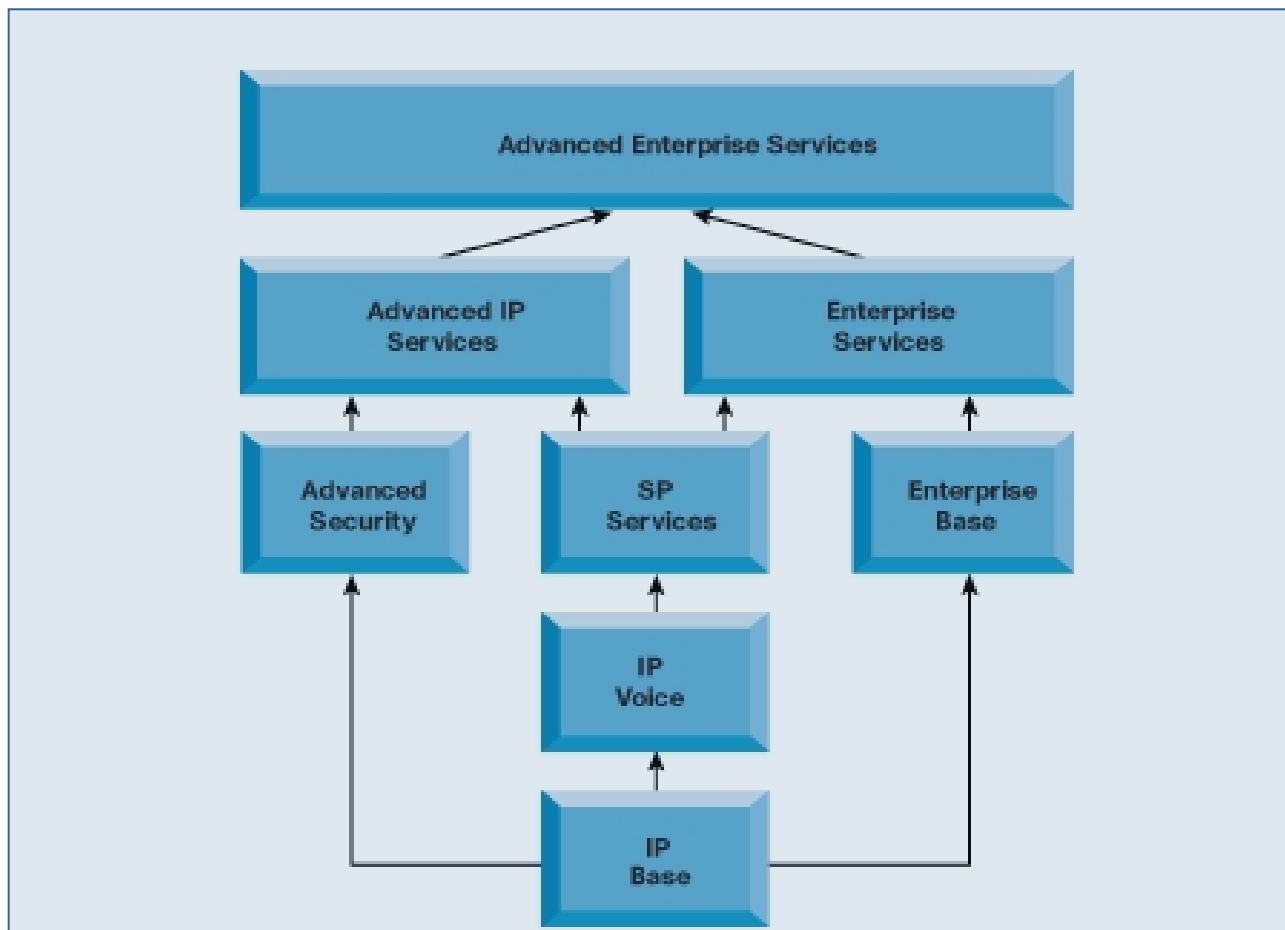 Advanced Enterprise Services
Advanced IP
Services
Enterprise
Services
Advanced
Security
SP
Services
Enterprise
Base
IP
Voice
IP
Base